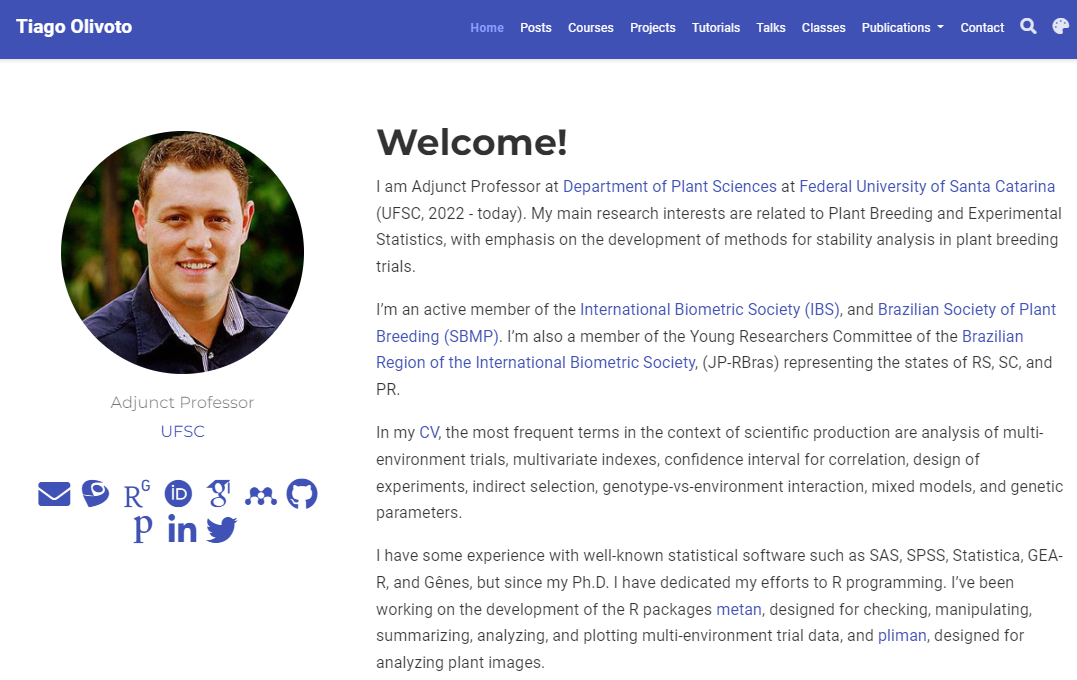 Tiago Olivoto
Home Posts Courses Projects Tutorials Talks Classes Publications Contact
Welcome!
I am Adjunct Professor at Department of Plant Sciences at Federal University of Santa Catarina
(UFSC, 2022 - today). My main research interests are related to Plant Breeding and Experimental
Statistics, with emphasis on the development of methods for stability analysis in plant breeding
trials.
I’m an active member of the International Biometric Society (IBS), and Brazilian Society of Plant
Breeding (SBMP). I’m also a member of the Young Researchers Committee of the Brazilian
Region of the International Biometric Society, (JP-RBras) representing the states of RS, SC, and
PR.
In my CV, the most frequent terms in the context of scientific production are analysis of multi-
environment trials, multivariate indexes, confidence interval for correlation, design of
experiments, indirect selection, genotype-vs-environment interaction, mixed models, and genetic
parameters.
I have some experience with well-known statistical software such as SAS, SPSS, Statistica, GEA-
R, and Gênes, but since my Ph.D. I have dedicated my efforts to R programming. I’ve been
working on the development of the R packages metan, designed for checking, manipulating,
summarizing, analyzing, and plotting multi-environment trial data, and pliman, designed for
analyzing plant images.
Adjunct Professor
UFSC
RG iD g
p in